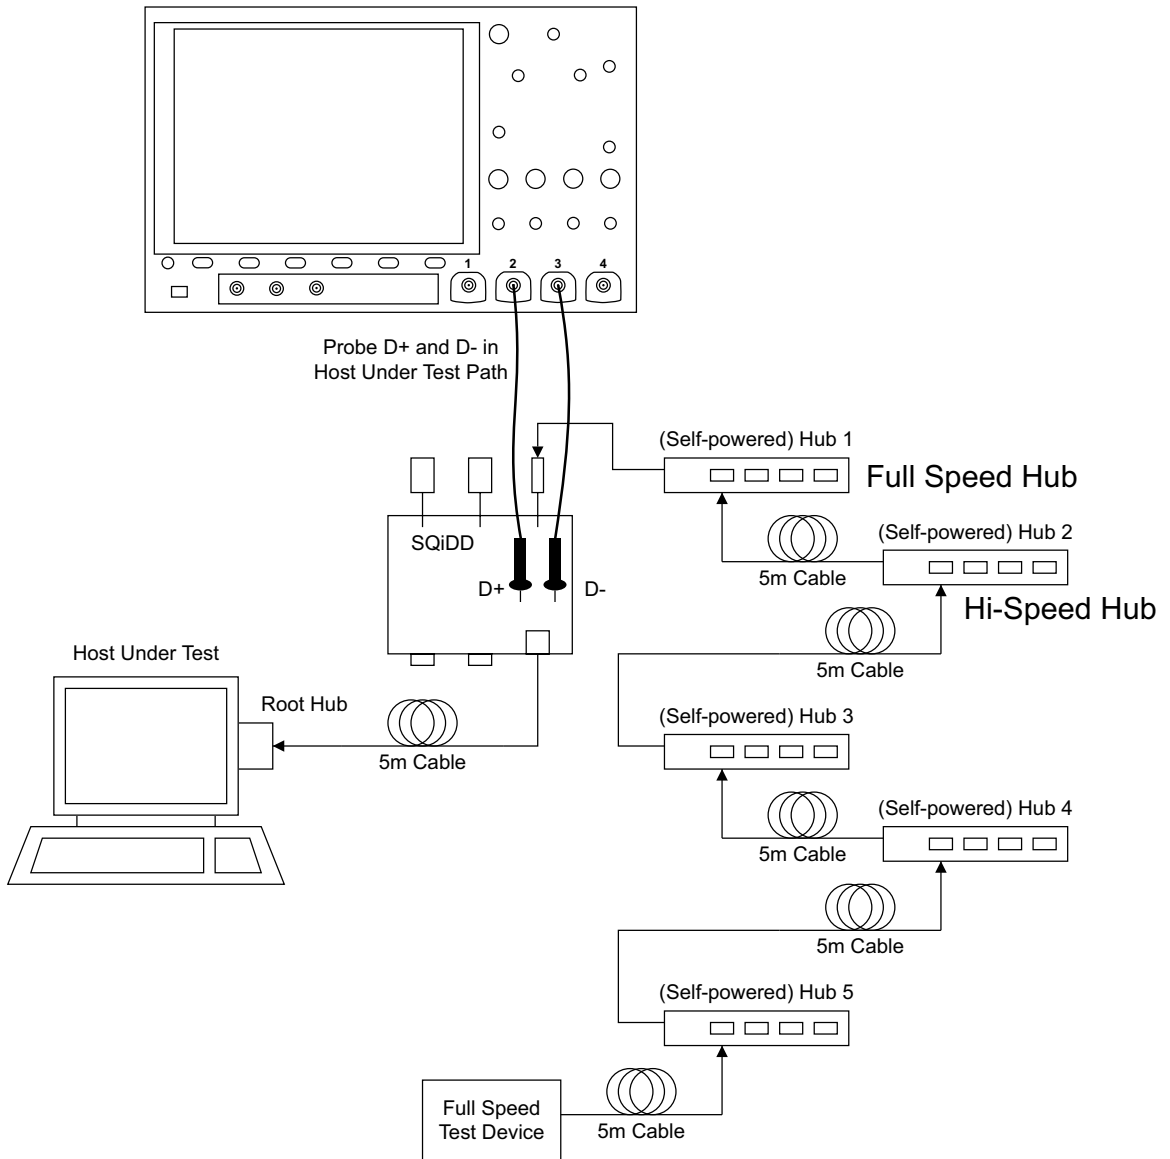 1
2
3
4
Probe D+ and D- in
Host Under Test Path
(Self-powered) Hub 1
Full Speed Hub
SQiDD
D+
D-
5m Cable
(Self-powered) Hub 2
Hi-Speed Hub
5m Cable
Host Under Test
Root Hub
5m Cable
(Self-powered) Hub 3
5m Cable
(Self-powered) Hub 4
5m Cable
(Self-powered) Hub 5
Full Speed
Test Device
5m Cable